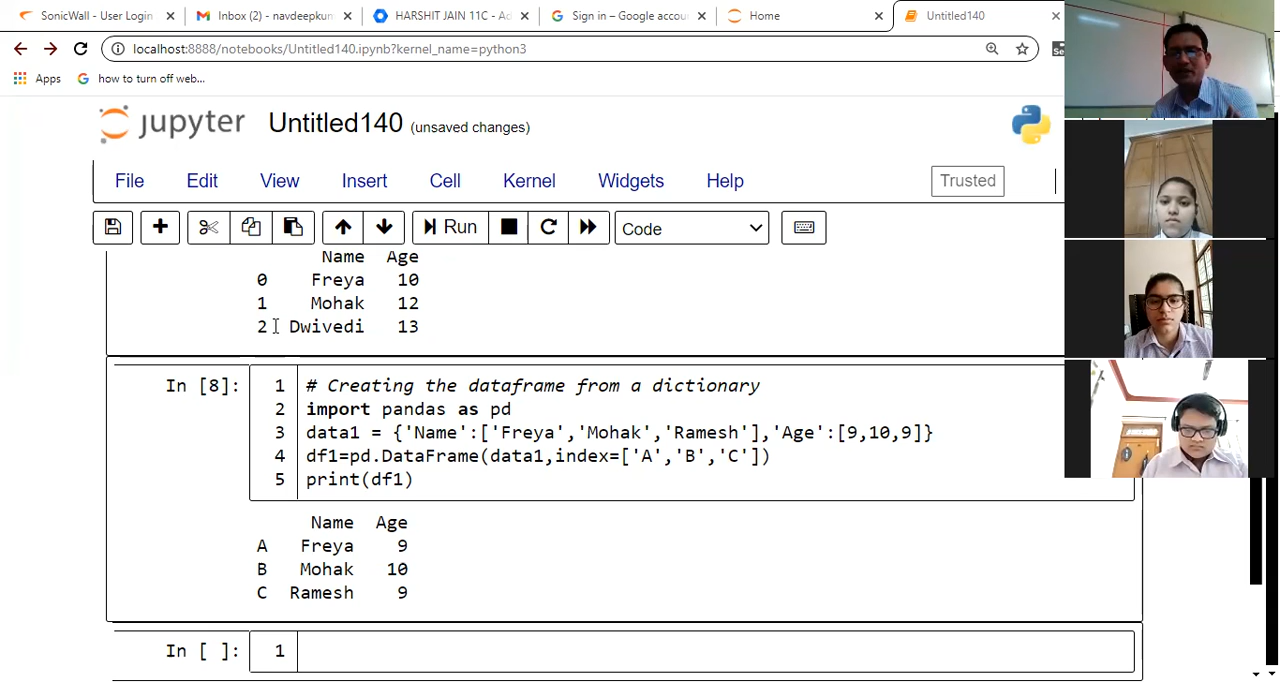 SonicWall - User Login
Inbox (2) - navdeepkun
HARSHIT JAIN 11C - Ad
Sign in – Google accou
Home
Untitled140
localhost:8888/notebooks/Untitled140.ipynb?kernel_name=python3
Se
Apps
how to turn off web...
jupyter Untitled140 (unsaved changes)
File Edit View Insert Cell Kernel Widgets Help Trusted
Run Code
Name Age
0 Freya 10
1 Mohak 12
2 Dwivedi 13
In [8]: 1 # Creating the dataframe from a dictionary
2 import pandas as pd
3 data1 = {'Name':['Freya','Mohak','Ramesh'],'Age':[9,10,9]}
4 df1=pd.DataFrame(data1,index=['A','B','C'])
5 print(df1)
Name Age
A Freya 9
B Mohak 10
C Ramesh 9
In [ ]: 1